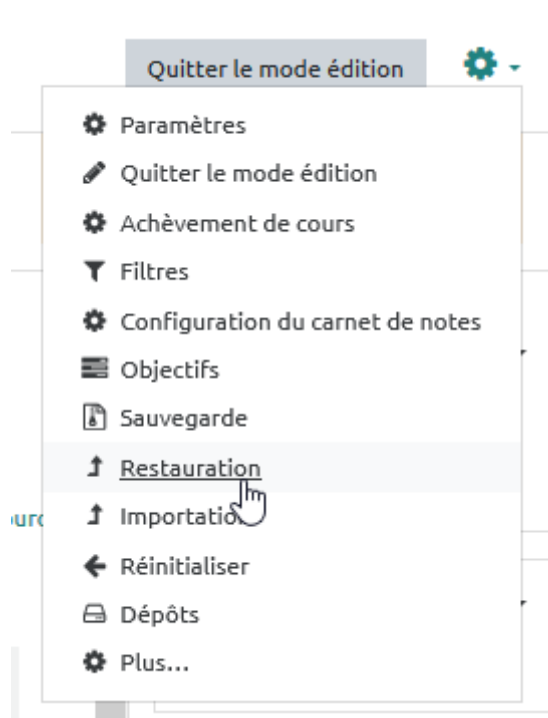 Quitter le mode édition
Paramètres
Quitter le mode édition
Achèvement de cours
Filtres
Configuration du carnet de notes
Objectifs
Sauvegarde
Restauration
Importation
Réinitialiser
Dépôts
Plus...